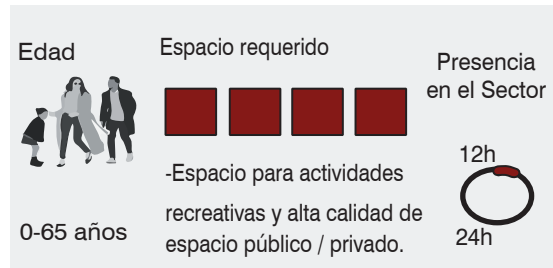 Edad
0-65 años
Espacio requerido
-Espacio para actividades
recreativas y alta calidad de
espacio público / privado.
Presencia
en el Sector
12h
24h